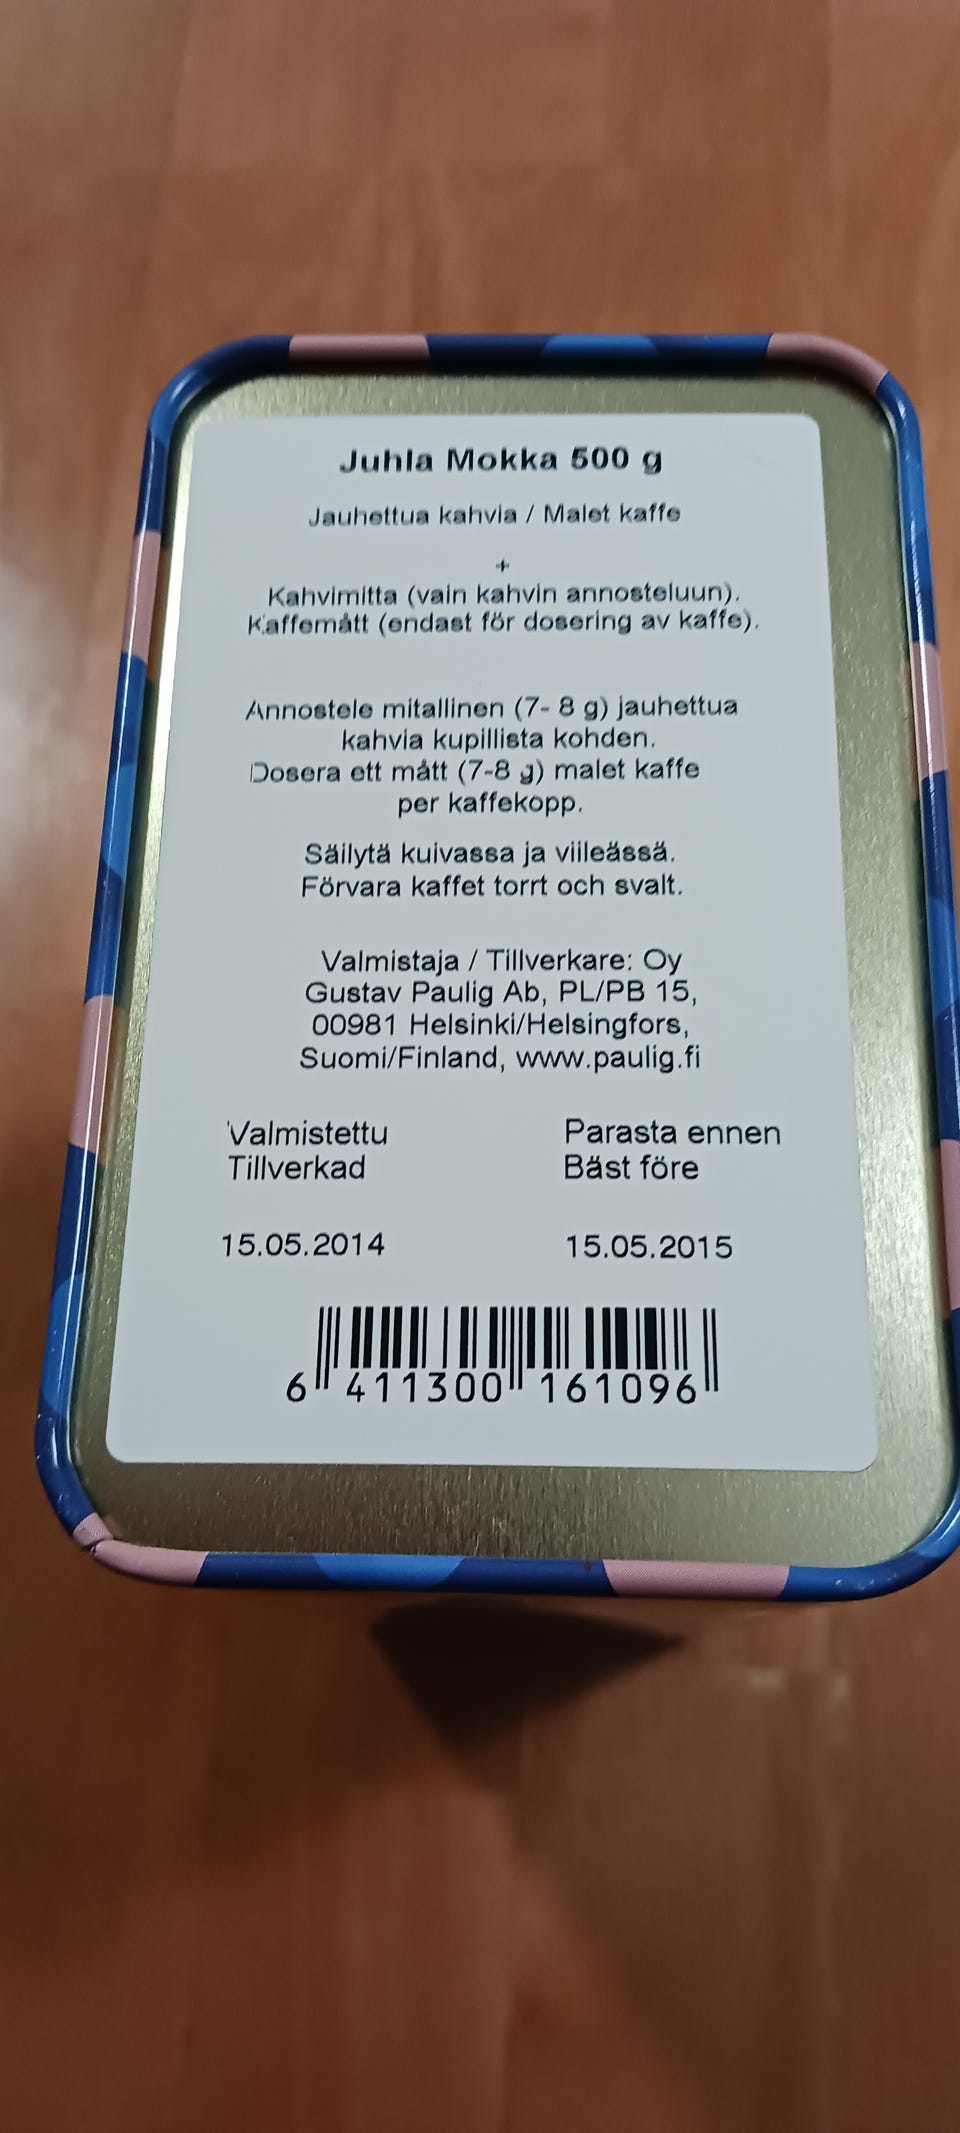 Juhla Mokka 500 g
Jauhettua kahvia / Malet kaffe
+
Kahvimitta (vain kahvin annosteluun).
Kaffemått (endast för dosering av kaffe).
Annostele mitallinen (7- 8 g) jauhettua
kahvia kupillista kohden.
Dosera ett mått (7-8 g) malet kaffe
per kaffekopp.
Säilytä kuivassa ja viileässä.
Förvara kaffet torrt och svalt.
Valmistaja / Tillverkare: Oy
Gustav Paulig Ab, PL/PB 15,
00981 Helsinki/Helsingfors,
Suomi/Finland, www.paulig.fi
Valmistettu Parasta ennen
Tillverkad Bäst före
15.05.2014 15.05.2015
6 411300 161096